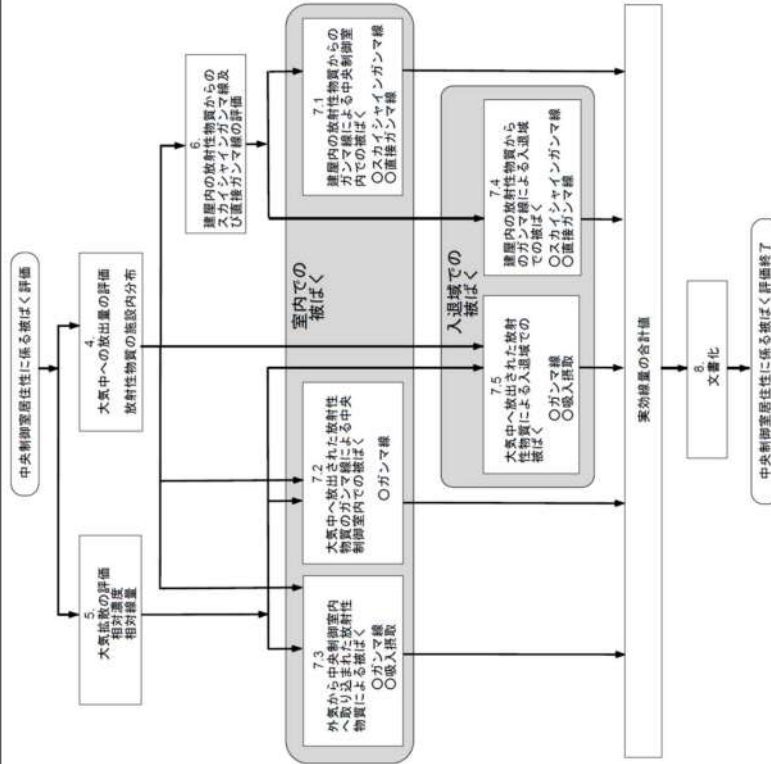 中央制御室居住性に係る被ばく評価
5.
大気拡散の評価
相対濃度
相対線量
4.
大気中への放出量の評価
放射性物質の施設内分布
6.
建屋内の放射性物質からの
スカイシャインガンマ線及
び直接ガンマ線の評価
室内での
被ばく
7.3
外気から中央制御室内
へ取り込まれた放射性
物質による被ばく
○ガンマ線
○吸入摂取
7.2
大気中へ放出された放射性
物質のガンマ線による中央
制御室内での被ばく
○ガンマ線
7.1
建屋内の放射性物質からの
ガンマ線による中央制御室
内での被ばく
○スカイシャインガンマ線
○直接ガンマ線
入退域での
被ばく
7.5
大気中へ放出された放射
性物質による入退域での
被ばく
○ガンマ線
○吸入摂取
7.4
建屋内の放射性物質から
のガンマ線による入退域
での被ばく
○スカイシャインガンマ線
○直接ガンマ線
実効線量の合計値
8.
文書化
中央制御室居住性に係る被ばく評価終了